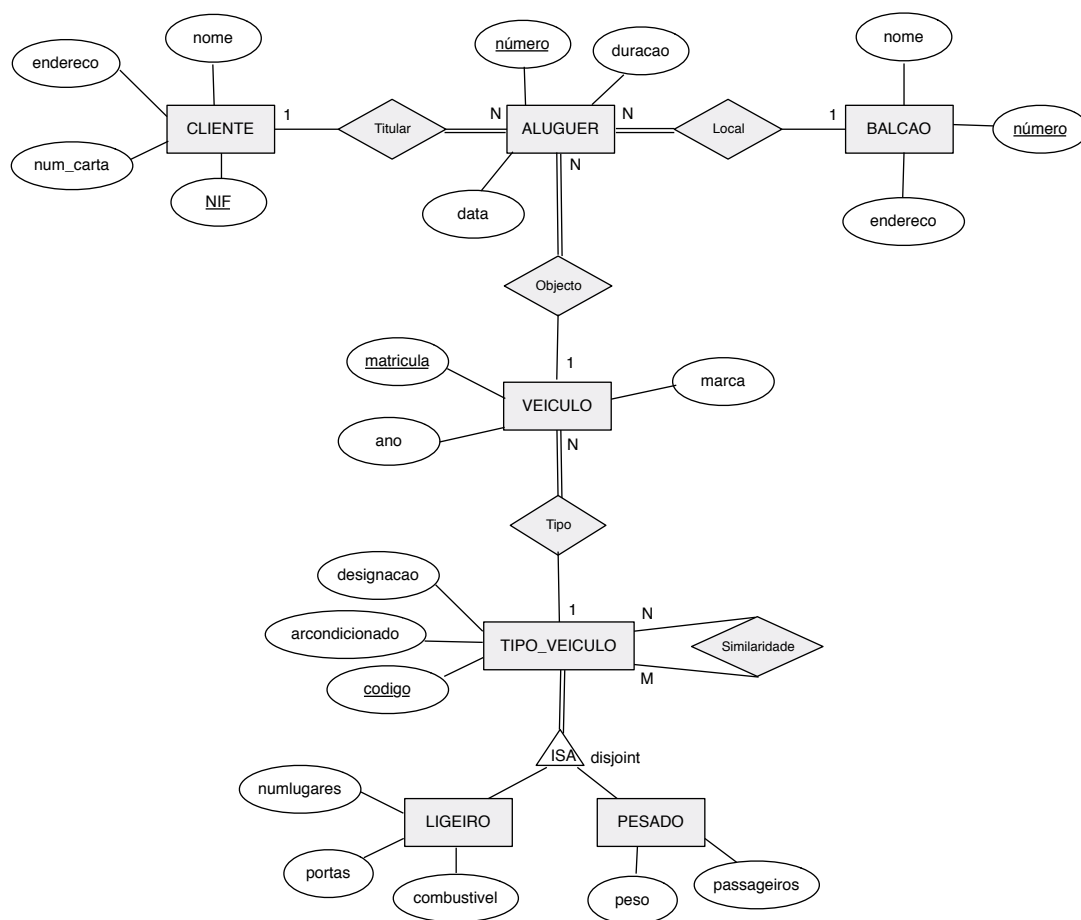 nome
endereco
CLIENTE
num_carta
NIF
1
Titular
N
número
duracao
ALUGUER
data
N
N
Local
1
nome
BALCAO
número
endereco
Objecto
1
matricula
marca
VEICULO
ano
N
Tipo
designacao
1
N
arcondicionado
TIPO_VEICULO
Similaridade
codigo
M
ISA
disjoint
numlugares
LIGEIRO
PESADO
portas
combustivel
peso
passageiros